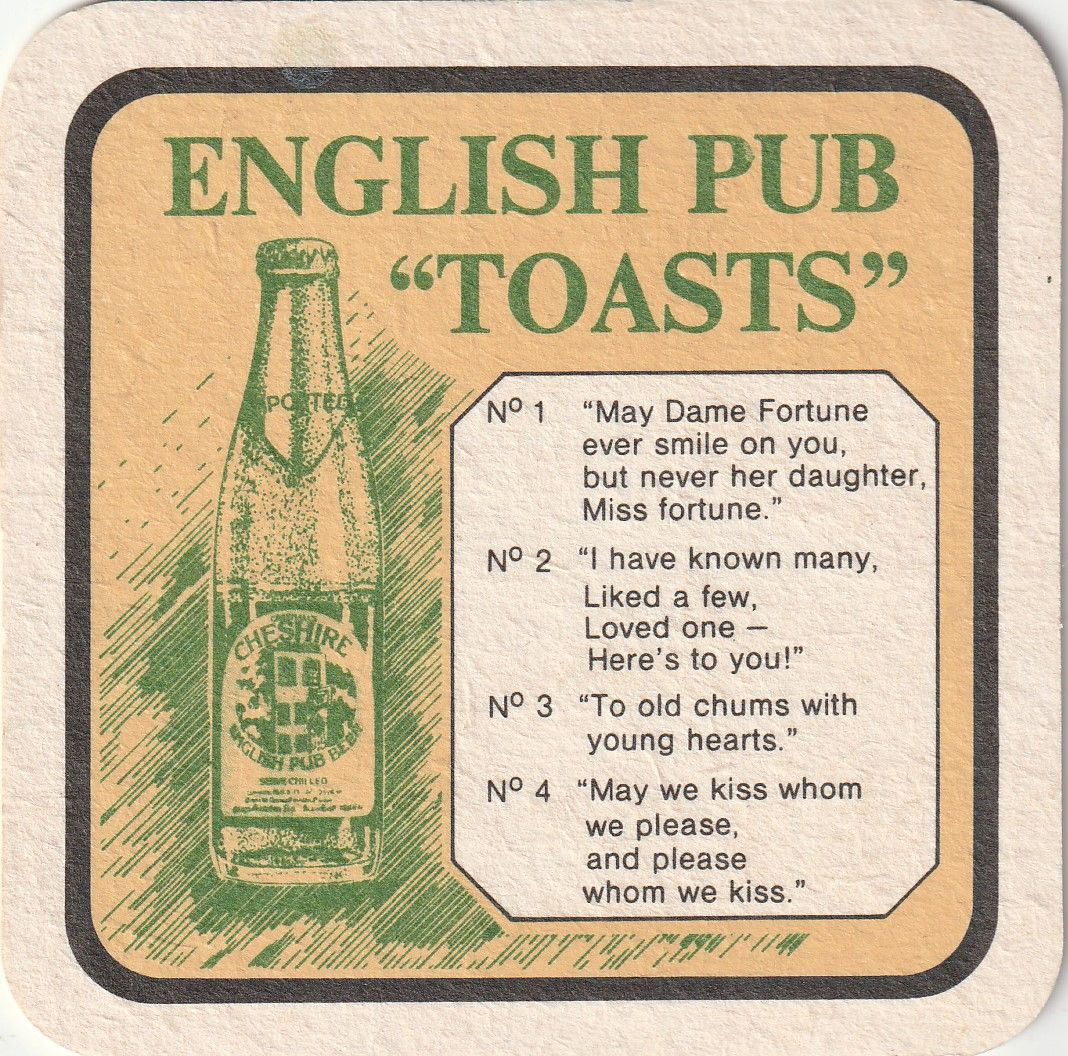 ENGLISH PUB
“TOASTS”
Nº 1 “May Dame Fortune
ever smile on you,
but never her daughter,
Miss fortune.”
Nº 2 “I have known many,
Liked a few,
Loved one —
Here's to you!”
Nº 3 “To old chums with
young hearts.”
Nº 4 “May we kiss whom
we please,
and please
whom we kiss.”
CHESHIRE
ENGLISH PUB BEER
SERVE CHILLED